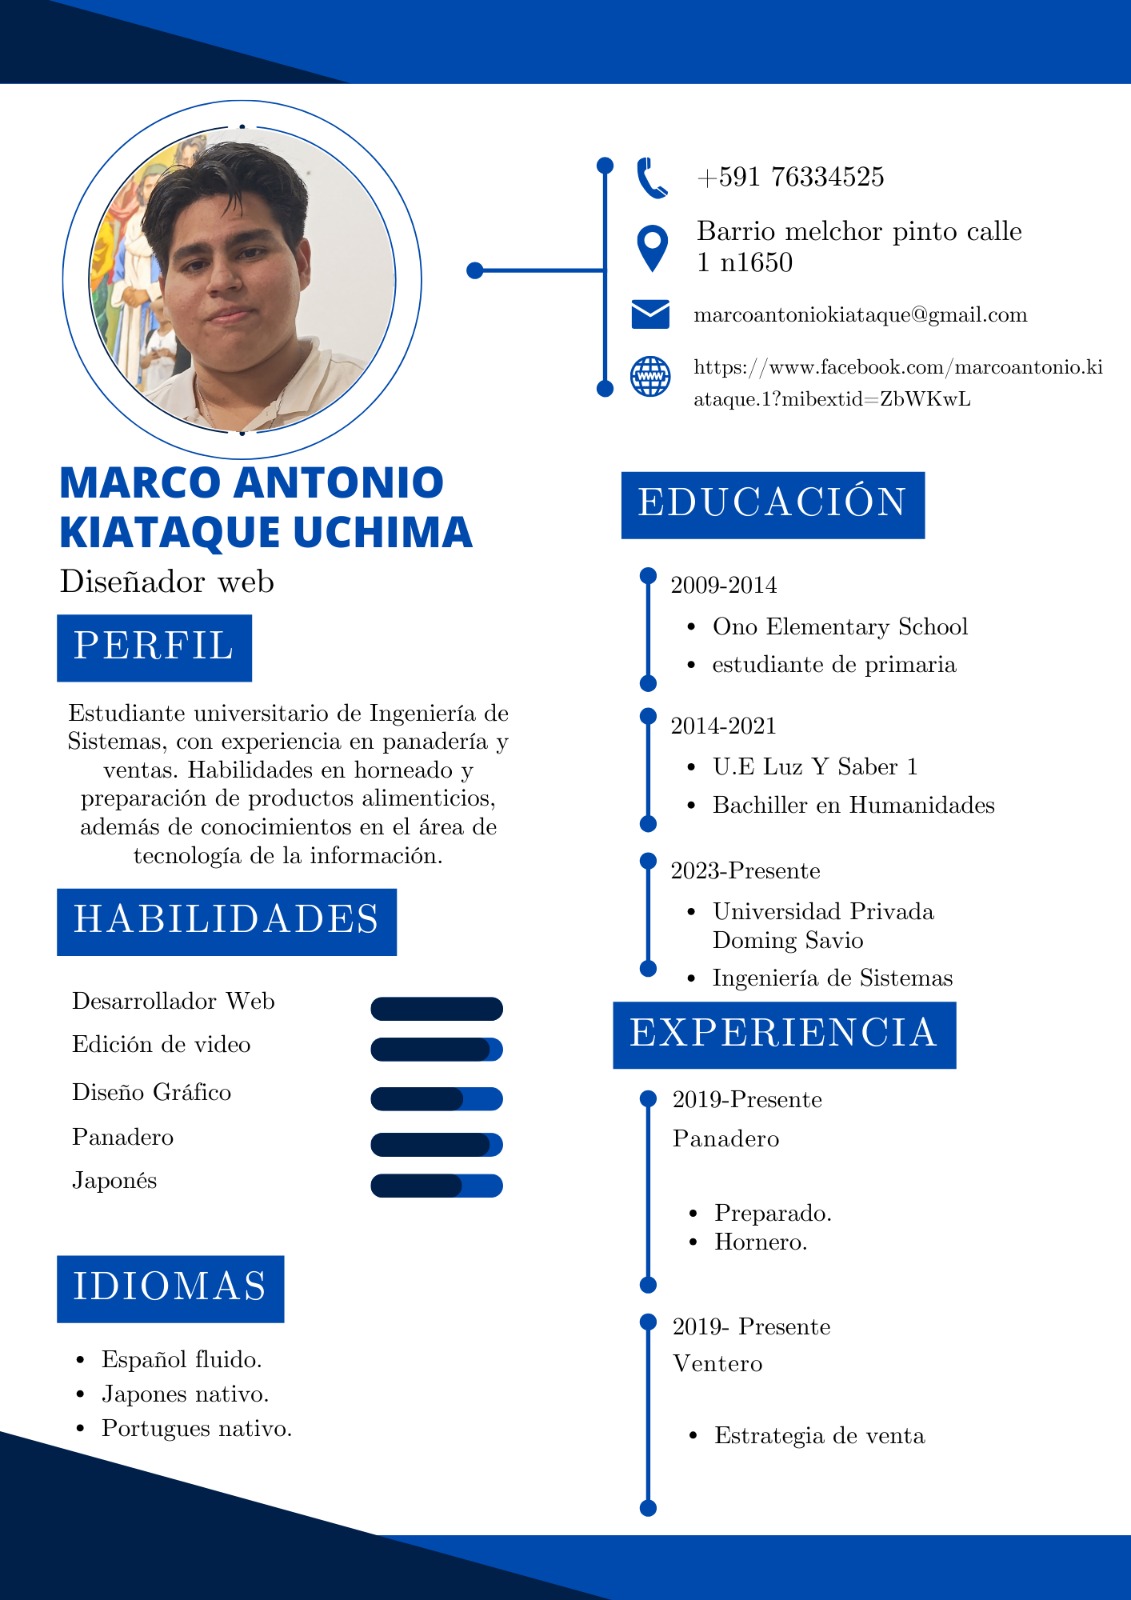 +591 76334525
Barrio melchor pinto calle
1 n1650
marcoantoniokiataque@gmail.com
https://www.facebook.com/marcoantonio.ki
ataque.1?mibextid=ZbWKwL
WWW
MARCO ANTONIO
KIATAQUE UCHIMA
Diseñador web
PERFIL
Estudiante universitario de Ingeniería de
Sistemas, con experiencia en panadería y
ventas. Habilidades en horneado y
preparación de productos alimenticios,
además de conocimientos en el área de
tecnología de la información.
HABILIDADES
Desarrollador Web
Edición de video
Diseño Gráfico
Panadero
Japonés
IDIOMAS
• Español fluido.
• Japones nativo.
• Portugues nativo.
EDUCACIÓN
2009-2014
• Ono Elementary School
• estudiante de primaria
2014-2021
• U.E Luz Y Saber 1
• Bachiller en Humanidades
2023-Presente
• Universidad Privada
Doming Savio
• Ingeniería de Sistemas
EXPERIENCIA
2019-Presente
Panadero
• Preparado.
• Hornero.
2019- Presente
Ventero
• Estrategia de venta